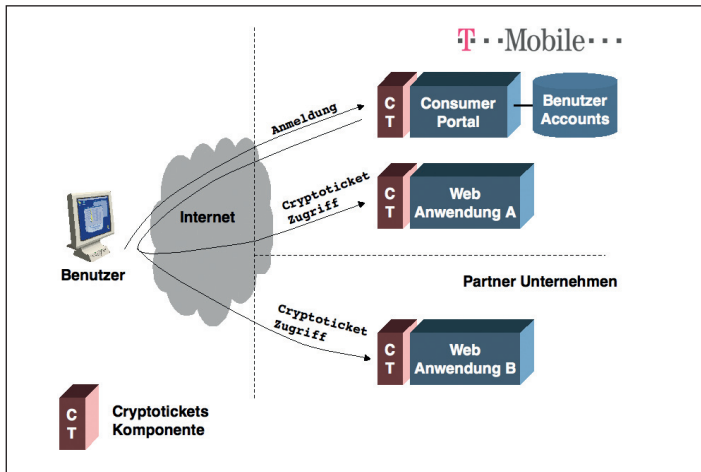 T··Mobile···
C
T
Consumer
Portal
Benutzer
Accounts
Anmeldung
C
T
Web
Anwendung A
Cryptoticket
Zugriff
Internet
Benutzer
Partner Unternehmen
Cryptoticket
Zugriff
C
T
Web
Anwendung B
C
T
Cryptotickets
Komponente